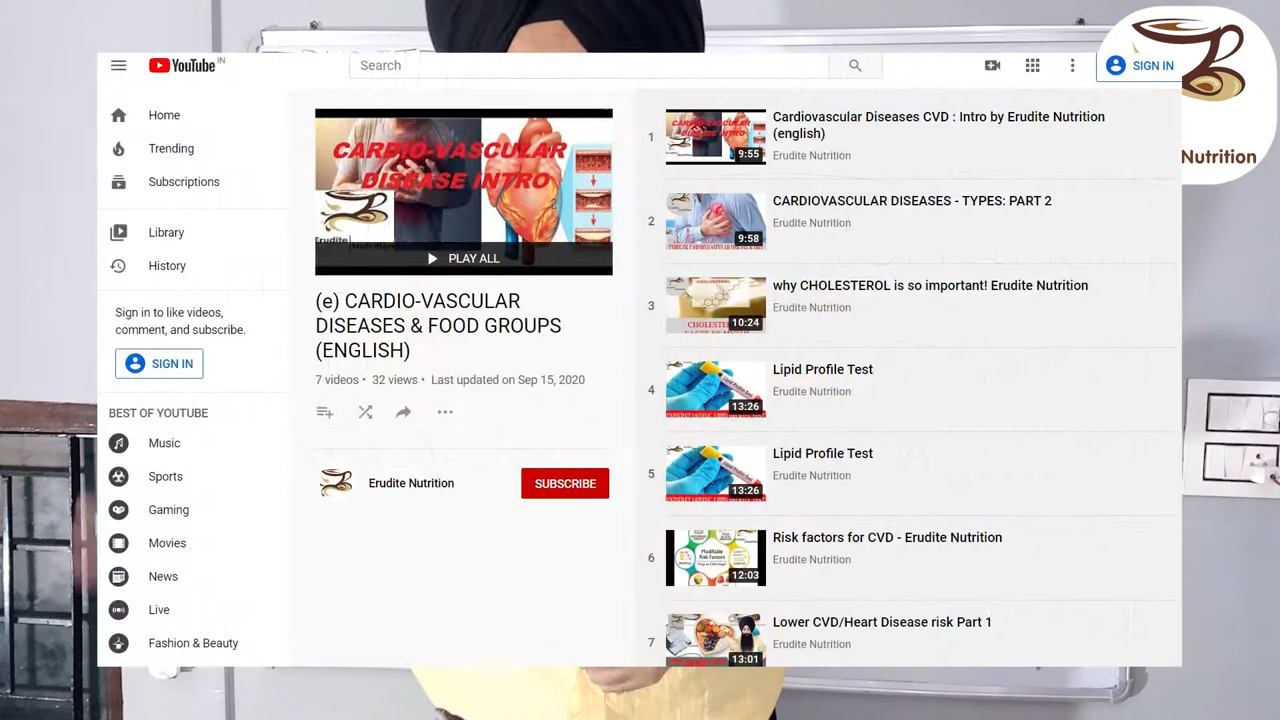 YouTube IN
Search
SIGN IN
Nutrition
Home
Trending
Subscriptions
Library
History
Sign in to like videos,
comment, and subscribe.
SIGN IN
BEST OF YOUTUBE
Music
Sports
Gaming
Movies
News
Live
Fashion & Beauty
CARDIO-VASCULAR
DISEASE INTRO
Erudite Nutrition
PLAY ALL
(e) CARDIO-VASCULAR
DISEASES & FOOD GROUPS
(ENGLISH)
7 videos • 32 views • Last updated on Sep 15, 2020
Erudite Nutrition
SUBSCRIBE
1
9:55
Cardiovascular Diseases CVD : Intro by Erudite Nutrition
(english)
Erudite Nutrition
2
9:58
CARDIOVASCULAR DISEASES - TYPES: PART 2
Erudite Nutrition
3
10:24
why CHOLESTEROL is so important! Erudite Nutrition
Erudite Nutrition
4
13:26
Lipid Profile Test
Erudite Nutrition
5
13:26
Lipid Profile Test
Erudite Nutrition
6
Modifiable
Risk Factors
12:03
Risk factors for CVD - Erudite Nutrition
Erudite Nutrition
7
13:01
Lower CVD/Heart Disease risk Part 1
Erudite Nutrition